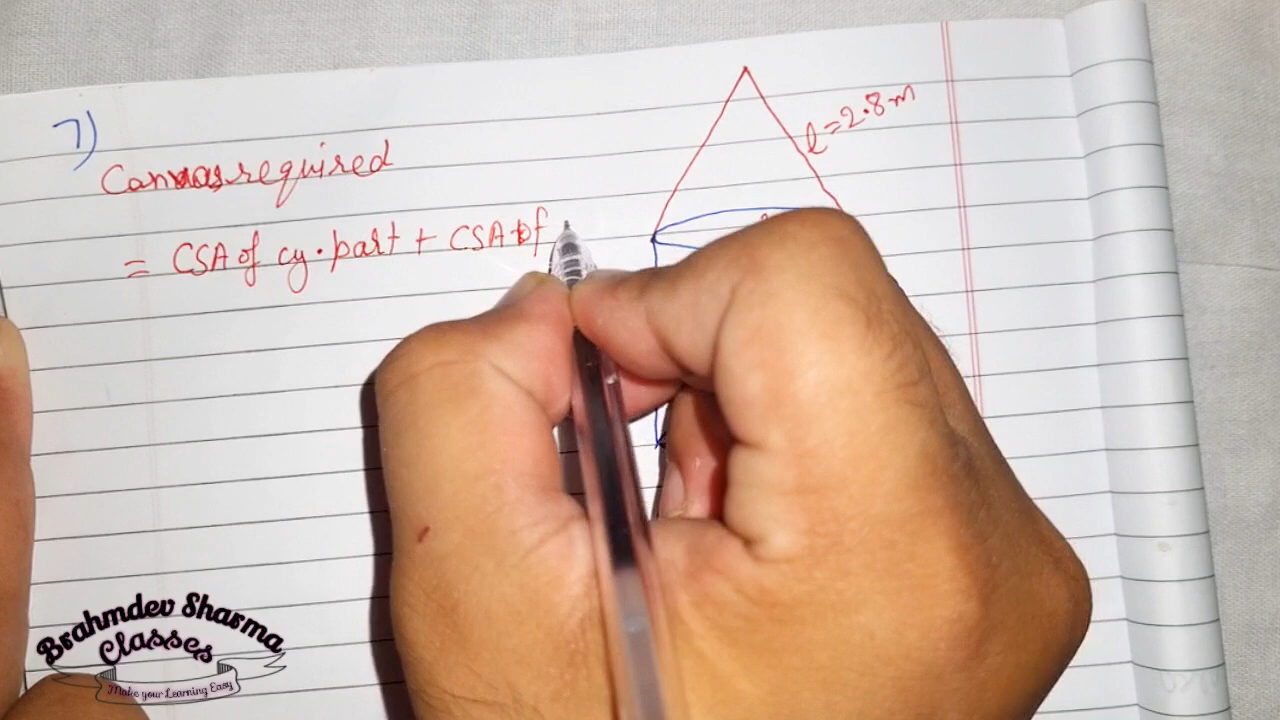 7)
Canvas required
= CSA of cy. part + CSA of
l = 2.8 m
Brahmdev Sharma
Classes
Make your Learning Easy